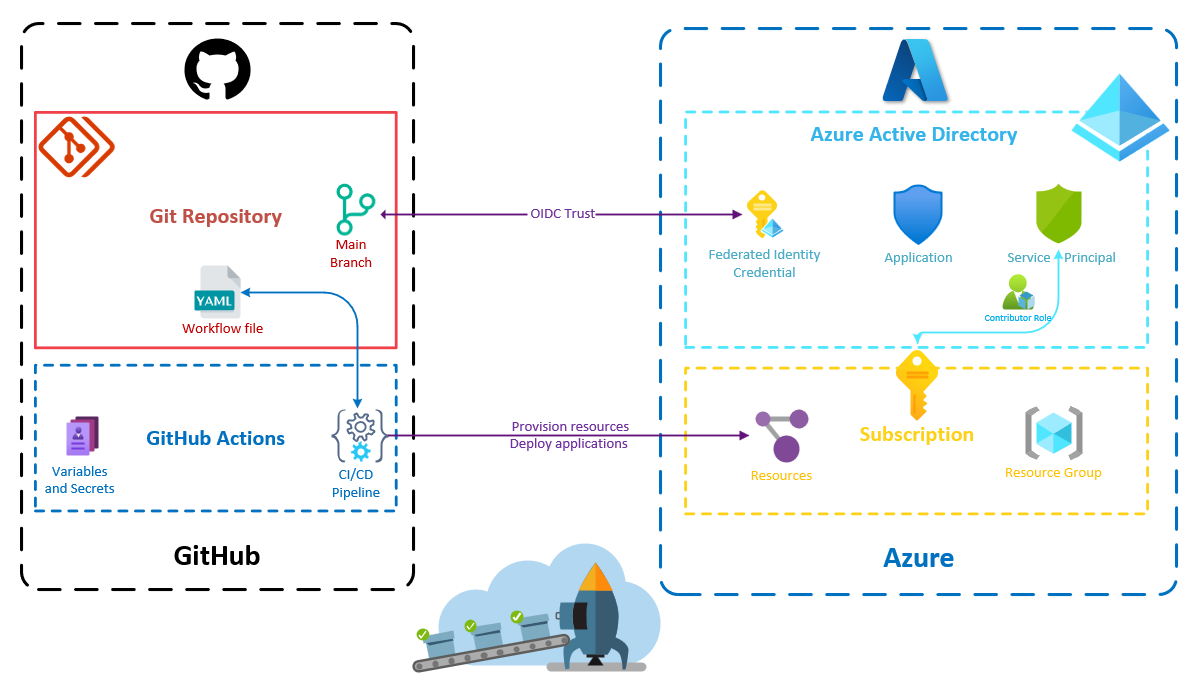 Azure Active Directory
Git Repository
Main
Branch
OIDC Trust
Federated Identity
Credential
Application
Service Principal
Contributor Role
YAML
Workflow file
GitHub Actions
Variables
and Secrets
CI/CD
Pipeline
Provision resources
Deploy applications
Subscription
Resources
Resource Group
GitHub
Azure